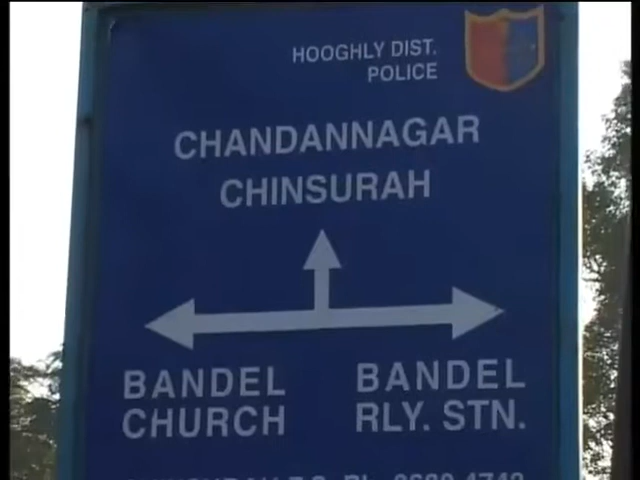 HOOGHLY DIST.
POLICE
CHANDANNAGAR
CHINSURAH
BANDEL
CHURCH
BANDEL
RLY. STN.